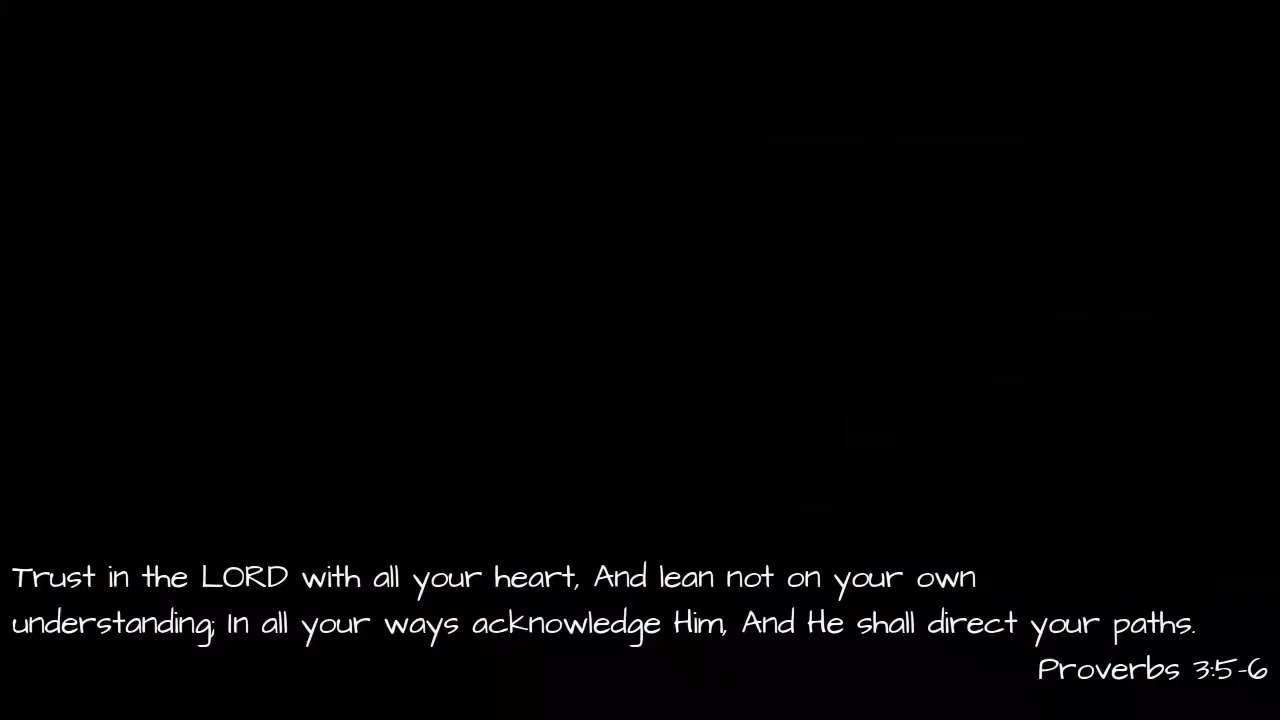 Trust in the LORD with all your heart, And lean not on your own
understanding; In all your ways acknowledge Him, And He shall direct your paths.
Proverbs 3:5-6